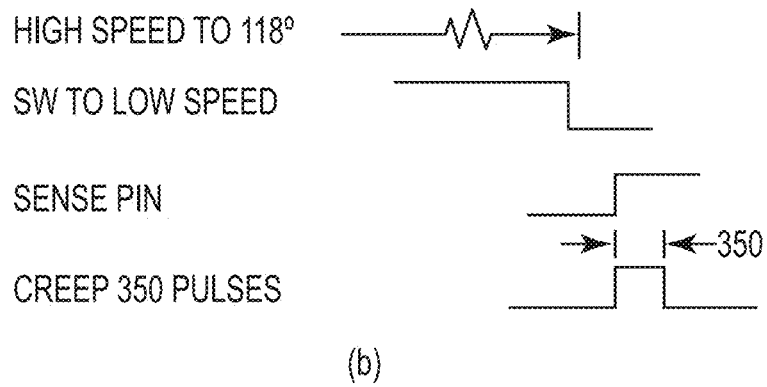 HIGH SPEED TO 118º
SW TO LOW SPEED
SENSE PIN
350
CREEP 350 PULSES
(b)